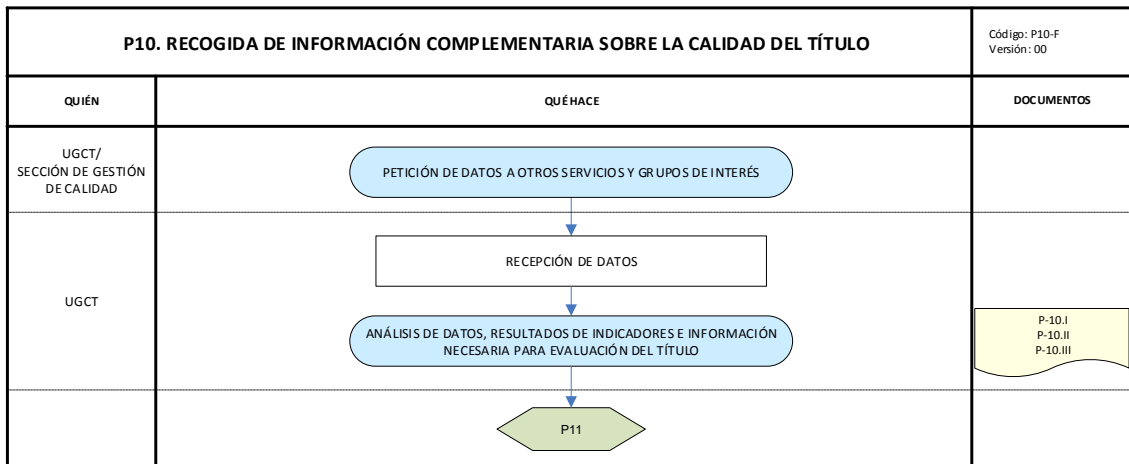 P10. RECOGIDA DE INFORMACIÓN COMPLEMENTARIA SOBRE LA CALIDAD DEL TÍTULO
Código: P10-F
Versión: 00
QUIÉN
QUÉ HACE
DOCUMENTOS
UGCT/
SECCIÓN DE GESTIÓN
DE CALIDAD
PETICIÓN DE DATOS A OTROS SERVICIOS Y GRUPOS DE INTERÉS
UGCT
RECEPCIÓN DE DATOS
ANÁLISIS DE DATOS, RESULTADOS DE INDICADORES E INFORMACIÓN
NECESARIA PARA EVALUACIÓN DEL TÍTULO
P-10.I
P-10.II
P-10.III
P11